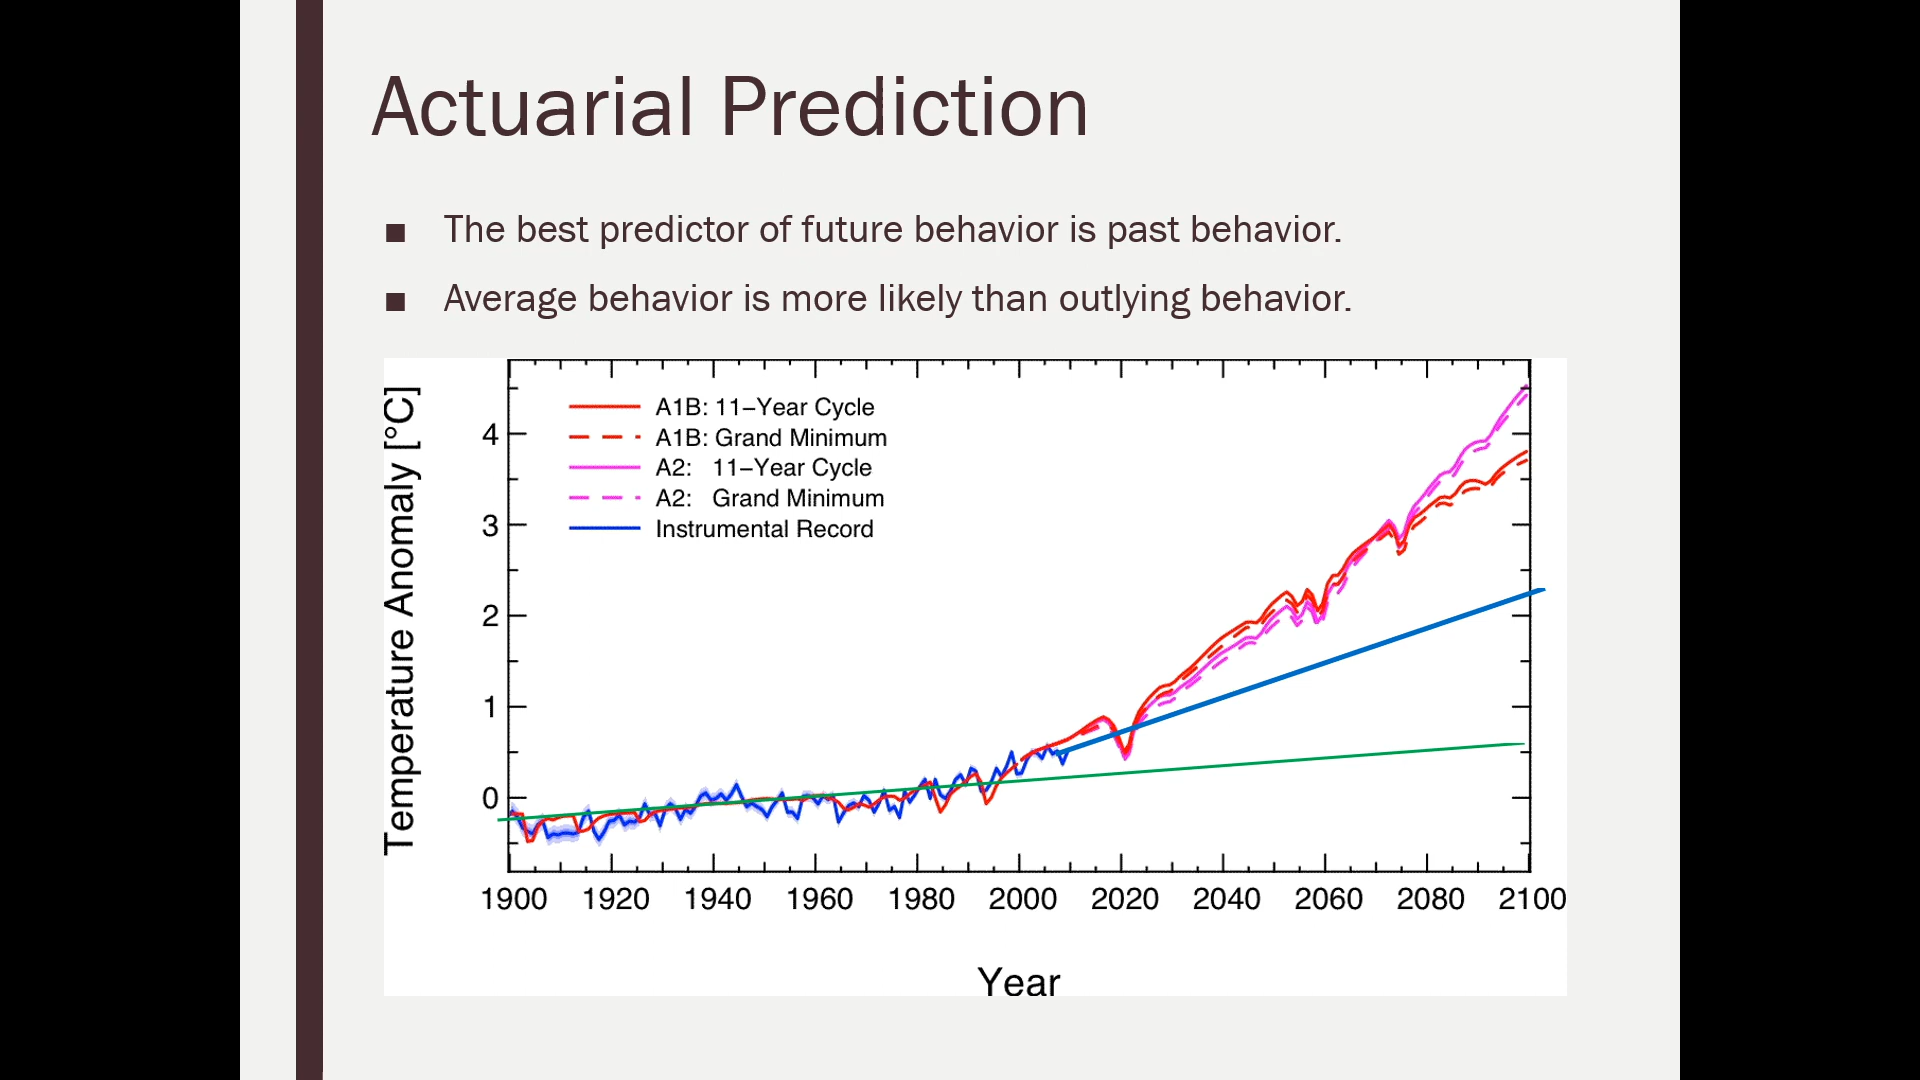 Actuarial Prediction
■ The best predictor of future behavior is past behavior.
■ Average behavior is more likely than outlying behavior.
Temperature Anomaly [°C]
A1B: 11−Year Cycle
A1B: Grand Minimum
A2: 11−Year Cycle
A2: Grand Minimum
Instrumental Record
4
3
2
1
0
1900 1920 1940 1960 1980 2000 2020 2040 2060 2080 2100
Year